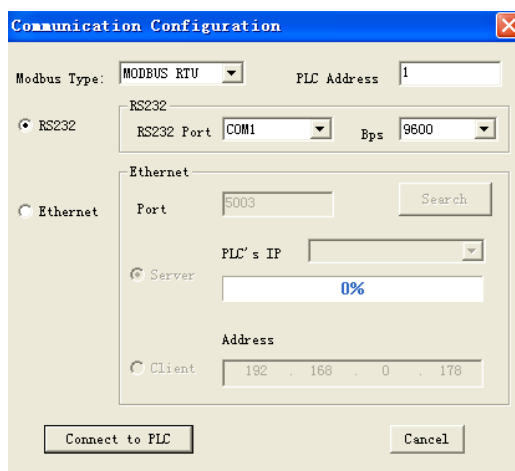 Communication Configuration
Modbus Type: MODBUS RTU PLC Address 1
RS232
RS232 RS232 Port COM1 Bps 9600
Ethernet
Ethernet Port 5003 Search
PLC's IP
Server
0%
Address
Client 192 . 168 . 0 . 178
Connect to PLC Cancel